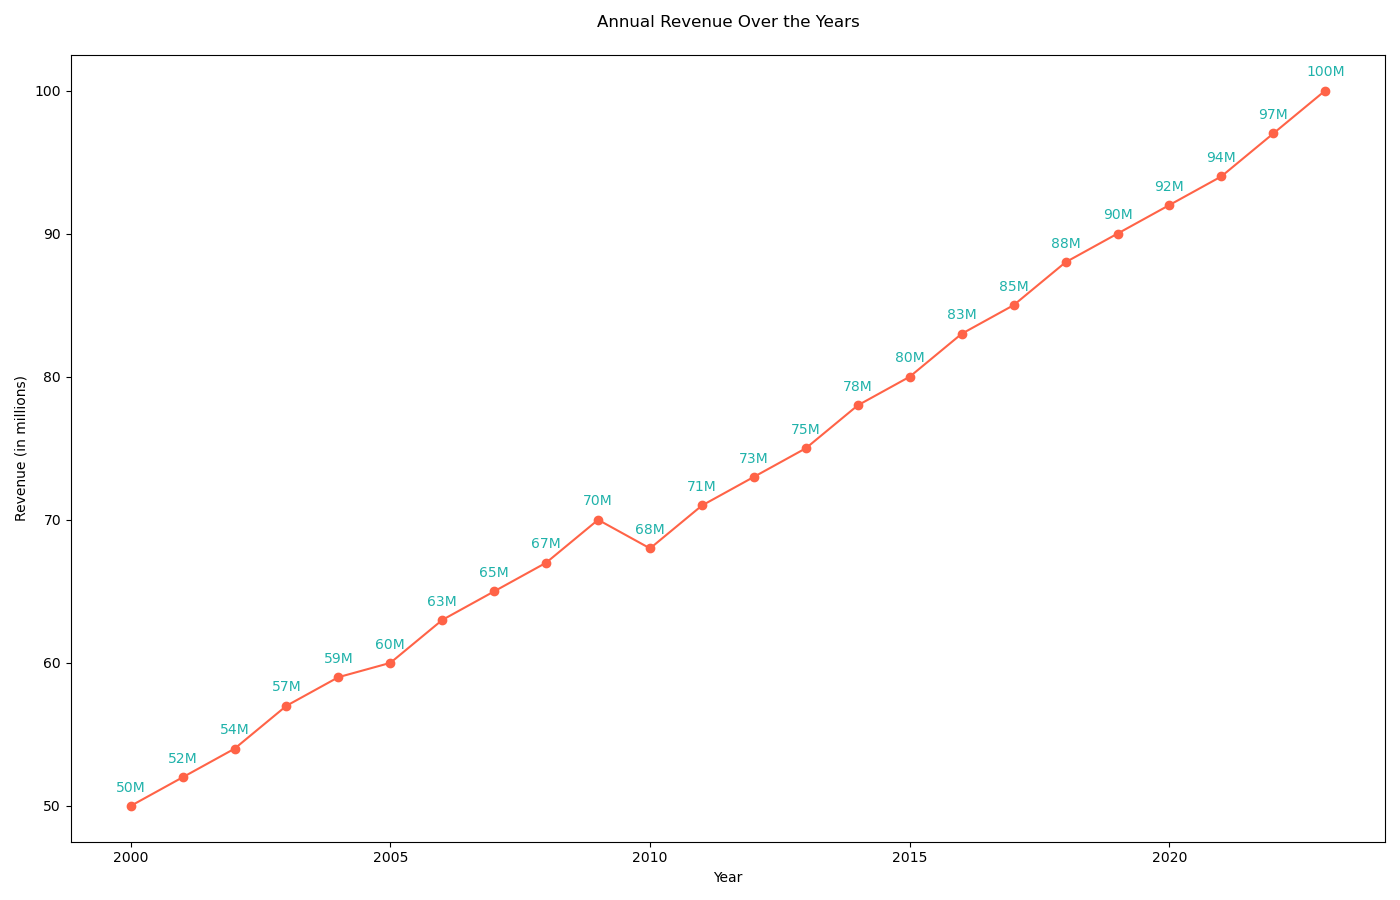 Annual Revenue Over the Years
100M
100
97M
94M
92M
90M
90
88M
85M
83M
80M
80
78M
75M
73M
71M
70M
70
68M
67M
65M
63M
60M
60
59M
57M
54M
52M
50M
50
Revenue (in millions)
2000 2005 2010 2015 2020
Year